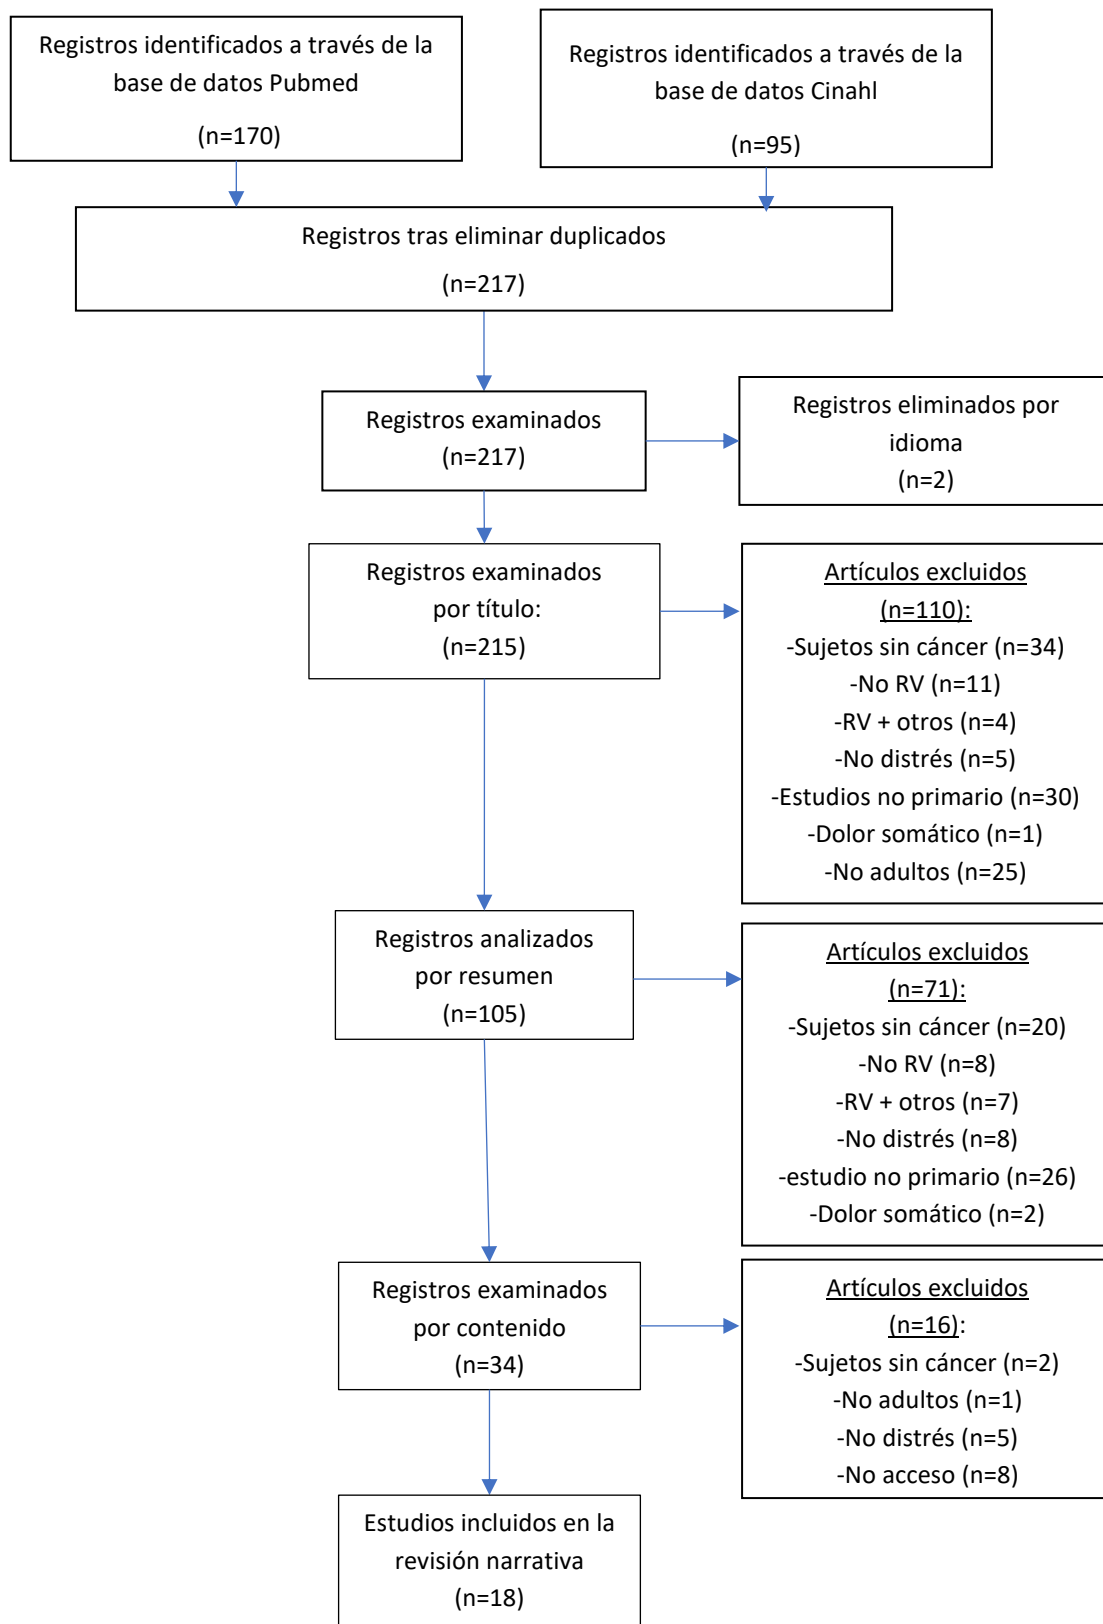 Registros identificados a través de la
base de datos Pubmed
(n=170)
Registros identificados a través de la
base de datos Cinahl
(n=95)
Registros tras eliminar duplicados
(n=217)
Registros examinados
(n=217)
Registros eliminados por
idioma
(n=2)
Registros examinados
por título:
(n=215)
Artículos excluidos
(n=110):
-Sujetos sin cáncer (n=34)
-No RV (n=11)
-RV + otros (n=4)
-No distrés (n=5)
-Estudios no primario (n=30)
-Dolor somático (n=1)
-No adultos (n=25)
Registros analizados
por resumen
(n=105)
Artículos excluidos
(n=71):
-Sujetos sin cáncer (n=20)
-No RV (n=8)
-RV + otros (n=7)
-No distrés (n=8)
-estudio no primario (n=26)
-Dolor somático (n=2)
Registros examinados
por contenido
(n=34)
Artículos excluidos
(n=16):
-Sujetos sin cáncer (n=2)
-No adultos (n=1)
-No distrés (n=5)
-No acceso (n=8)
Estudios incluidos en la
revisión narrativa
(n=18)